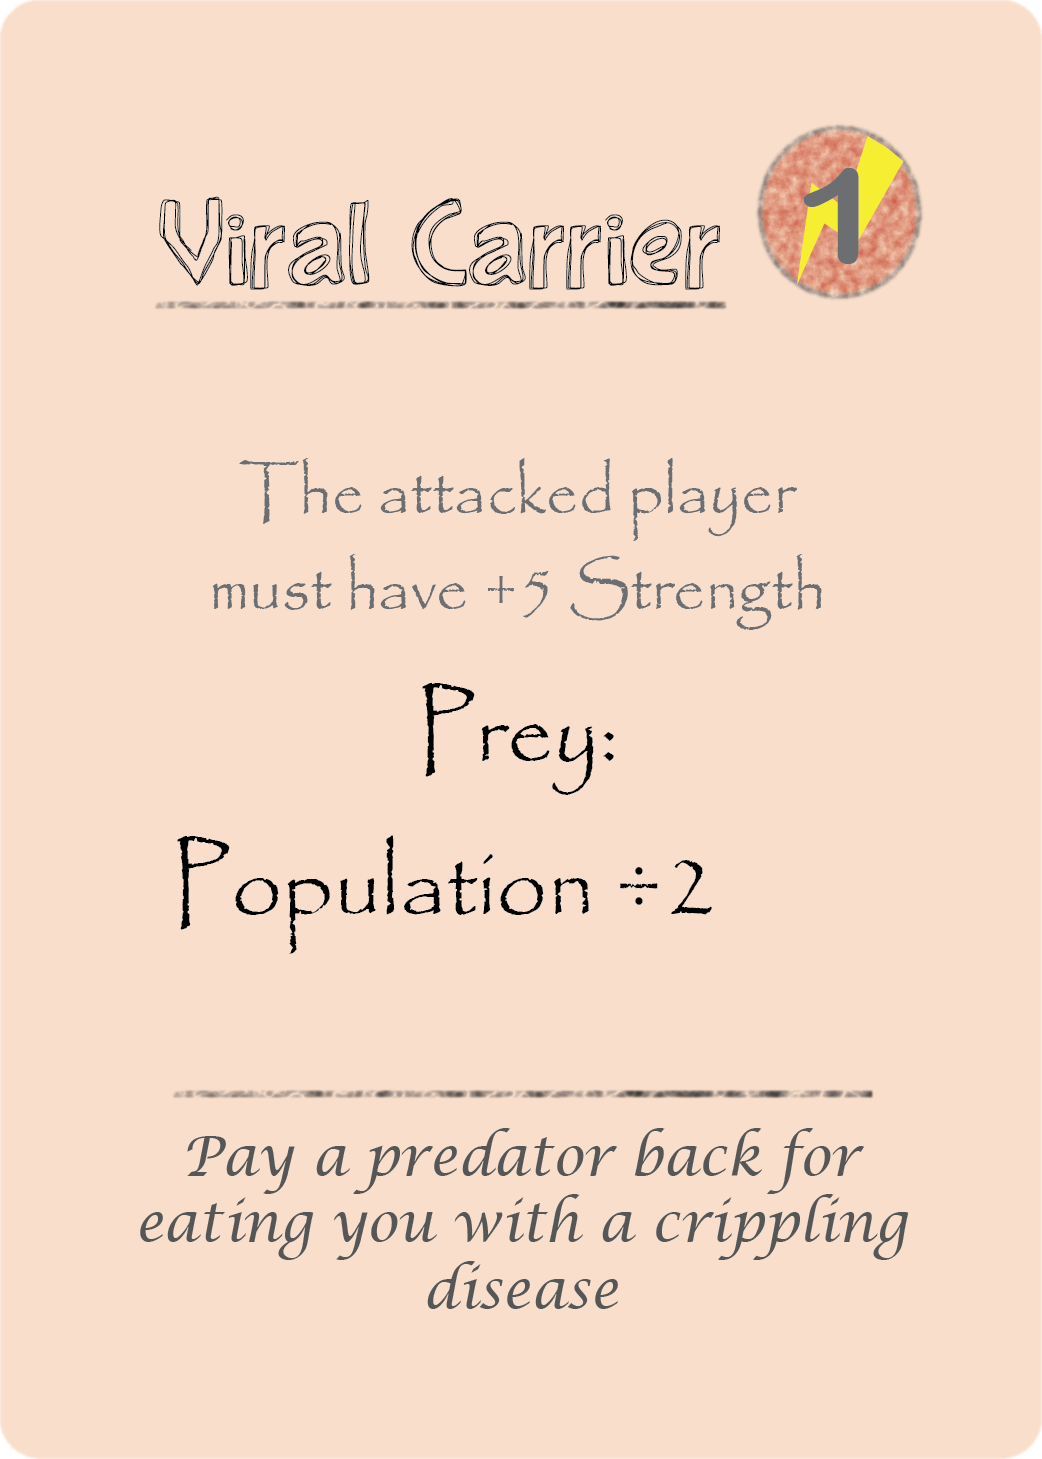 Viral Carrier
1
The attacked player
must have +5 Strength
Prey:
Population ÷2
Pay a predator back for
eating you with a crippling
disease